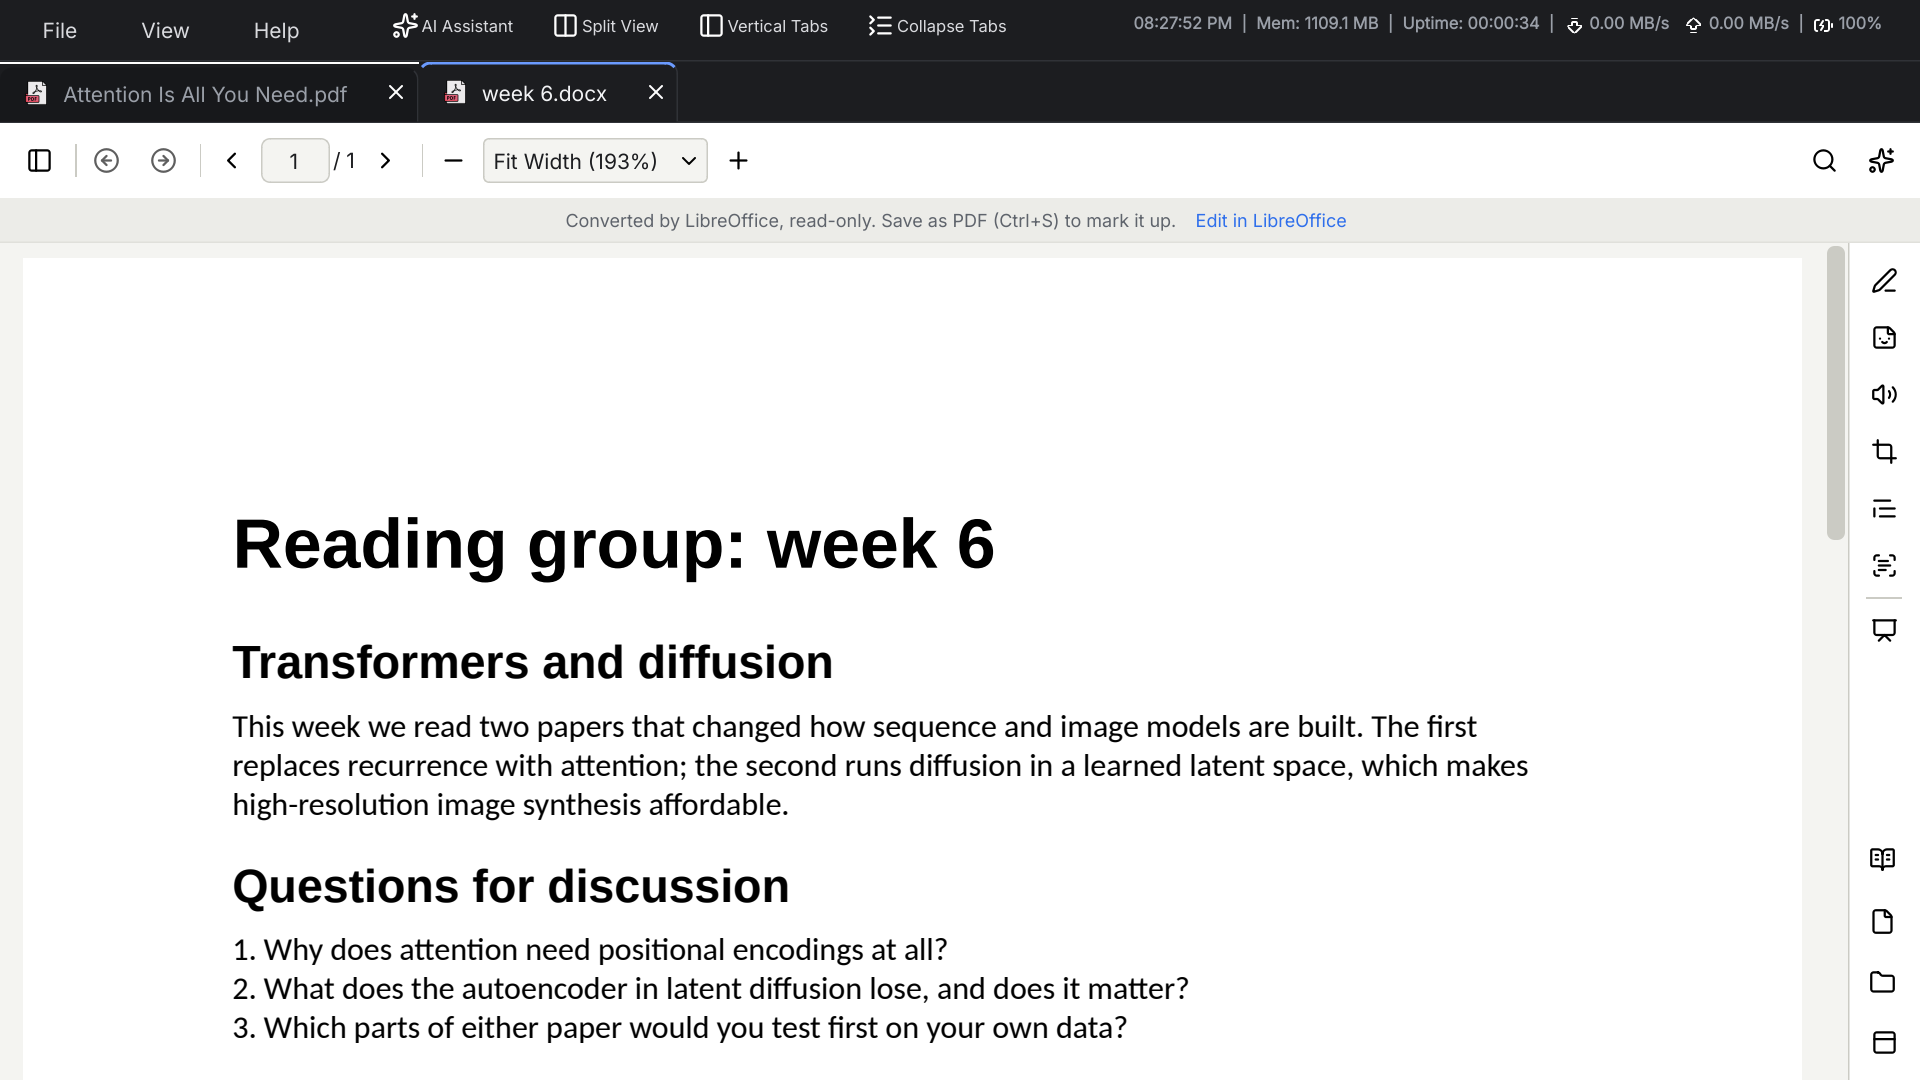 File View Help AI Assistant Split View Vertical Tabs Collapse Tabs 08:27:52 PM | Mem: 1109.1 MB | Uptime: 00:00:34 | 0.00 MB/s 0.00 MB/s | 100%
Attention Is All You Need.pdf week 6.docx
1 / 1 Fit Width (193%)
Converted by LibreOffice, read-only. Save as PDF (Ctrl+S) to mark it up. Edit in LibreOffice
Reading group: week 6
Transformers and diffusion
This week we read two papers that changed how sequence and image models are built. The first
replaces recurrence with attention; the second runs diffusion in a learned latent space, which makes
high-resolution image synthesis affordable.
Questions for discussion
1. Why does attention need positional encodings at all?
2. What does the autoencoder in latent diffusion lose, and does it matter?
3. Which parts of either paper would you test first on your own data?